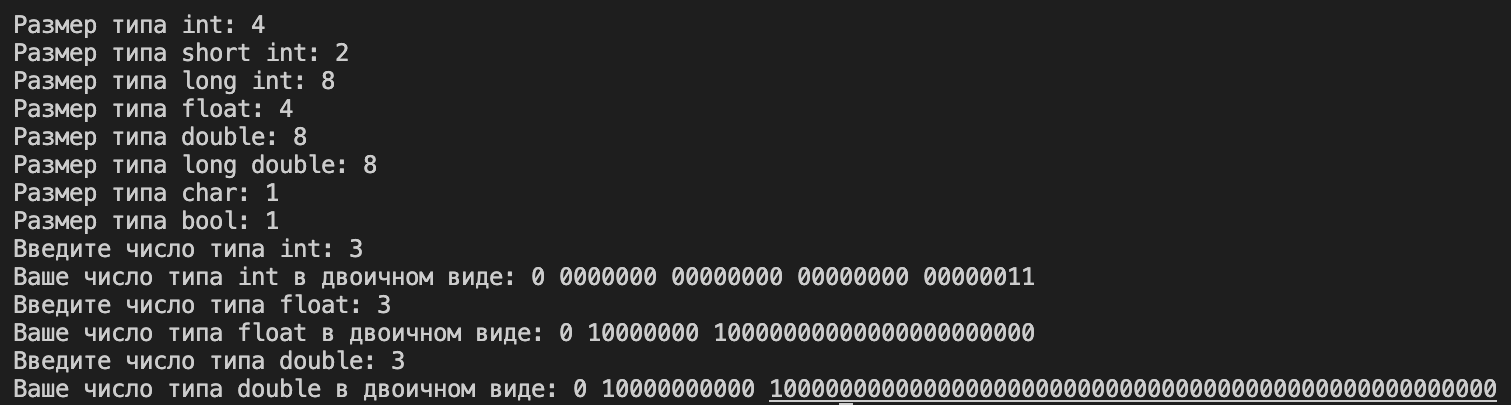 Размер типа int: 4
Размер типа short int: 2
Размер типа long int: 8
Размер типа float: 4
Размер типа double: 8
Размер типа long double: 8
Размер типа char: 1
Размер типа bool: 1
Введите число типа int: 3
Ваше число типа int в двоичном виде: 0 0000000 00000000 00000000 00000011
Введите число типа float: 3
Ваше число типа float в двоичном виде: 0 10000000 10000000000000000000000
Введите число типа double: 3
Ваше число типа double в двоичном виде: 0 10000000000 1000000000000000000000000000000000000000000000000000